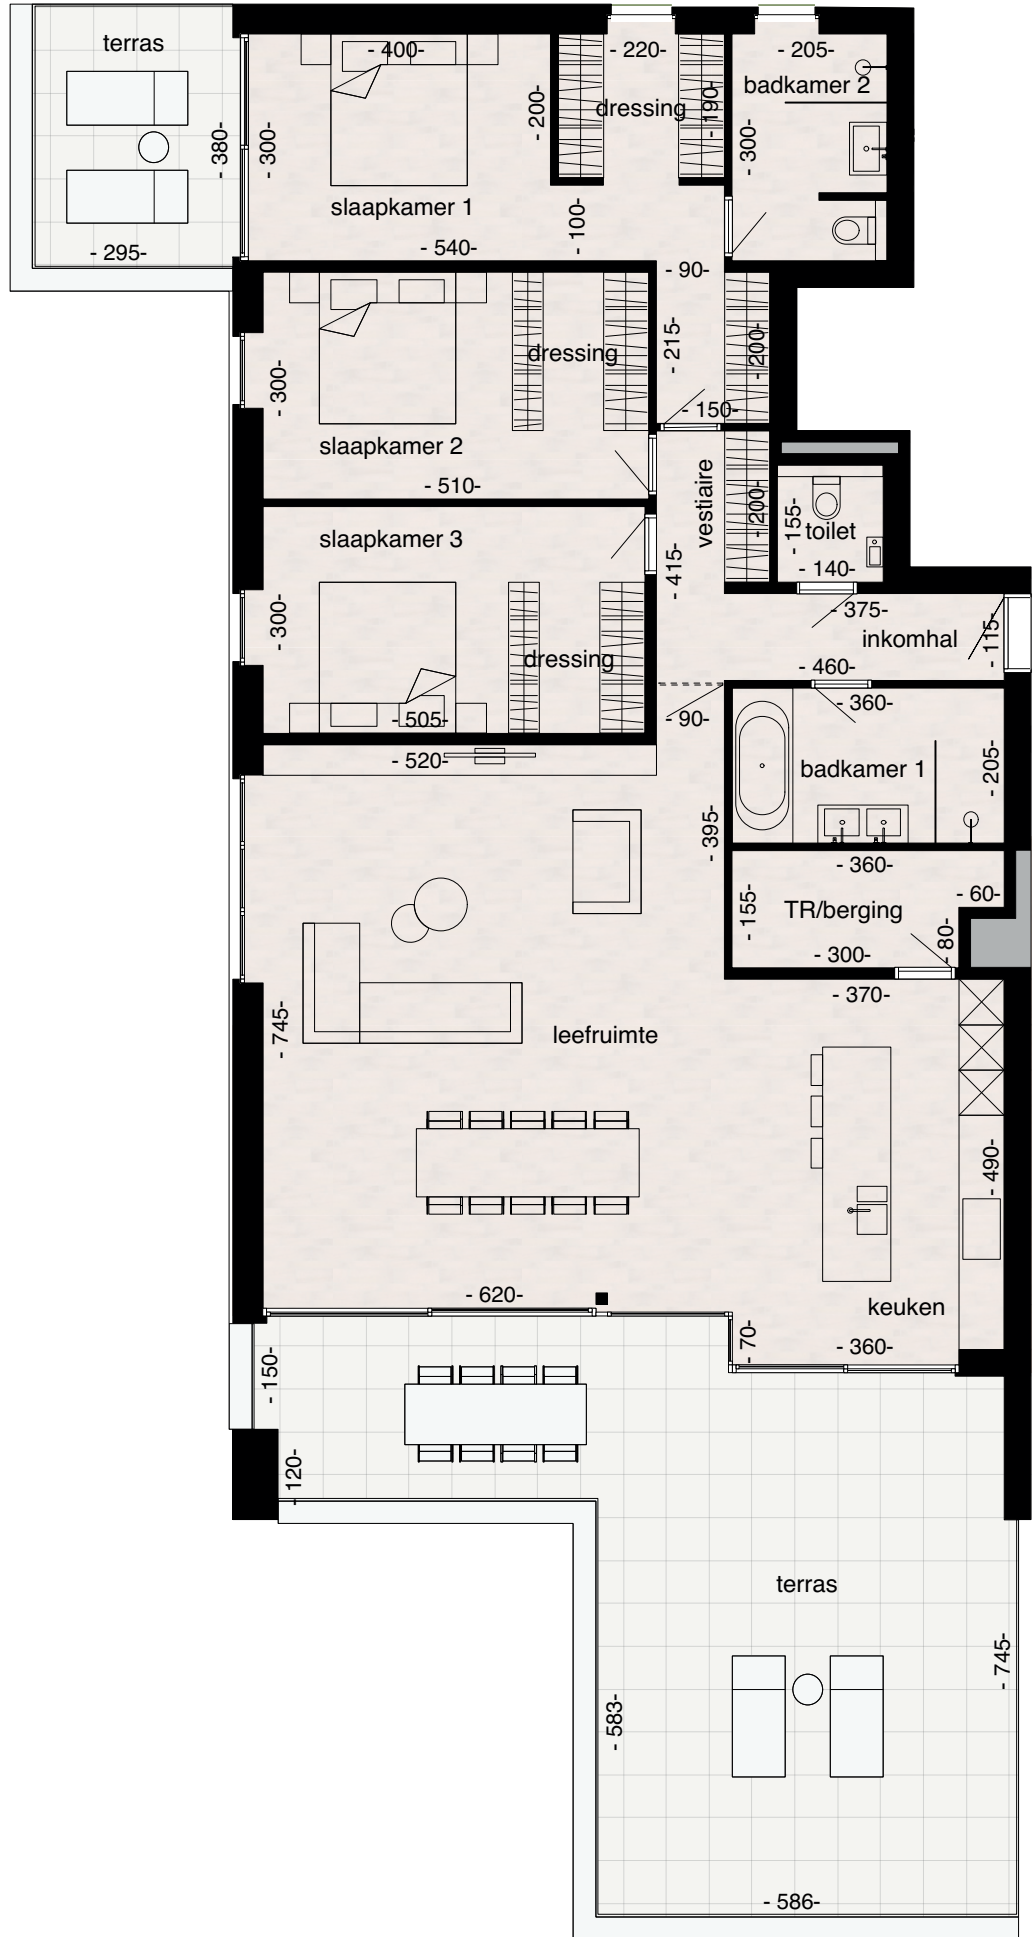 terras
- 400-
- 220-
- 205-
badkamer 2
- 200-
dressing
- 190-
- 380-
- 300-
- 300-
slaapkamer 1
- 100-
- 295-
- 540-
- 90-
- 215-
- 200-
dressing
- 300-
- 150-
slaapkamer 2
- 510-
vestiaire
- 200-
- 155-
toilet
slaapkamer 3
- 415-
- 140-
- 375-
- 300-
inkomhal
- 115-
dressing
- 460-
- 505-
- 90-
- 360-
- 520-
badkamer 1
- 205-
- 395-
- 360-
- 60-
- 155-
TR/berging
- 80-
- 300-
- 370-
- 745-
leefruimte
- 490-
- 620-
keuken
- 70-
- 360-
- 150-
- 120-
terras
- 745-
- 583-
- 586-